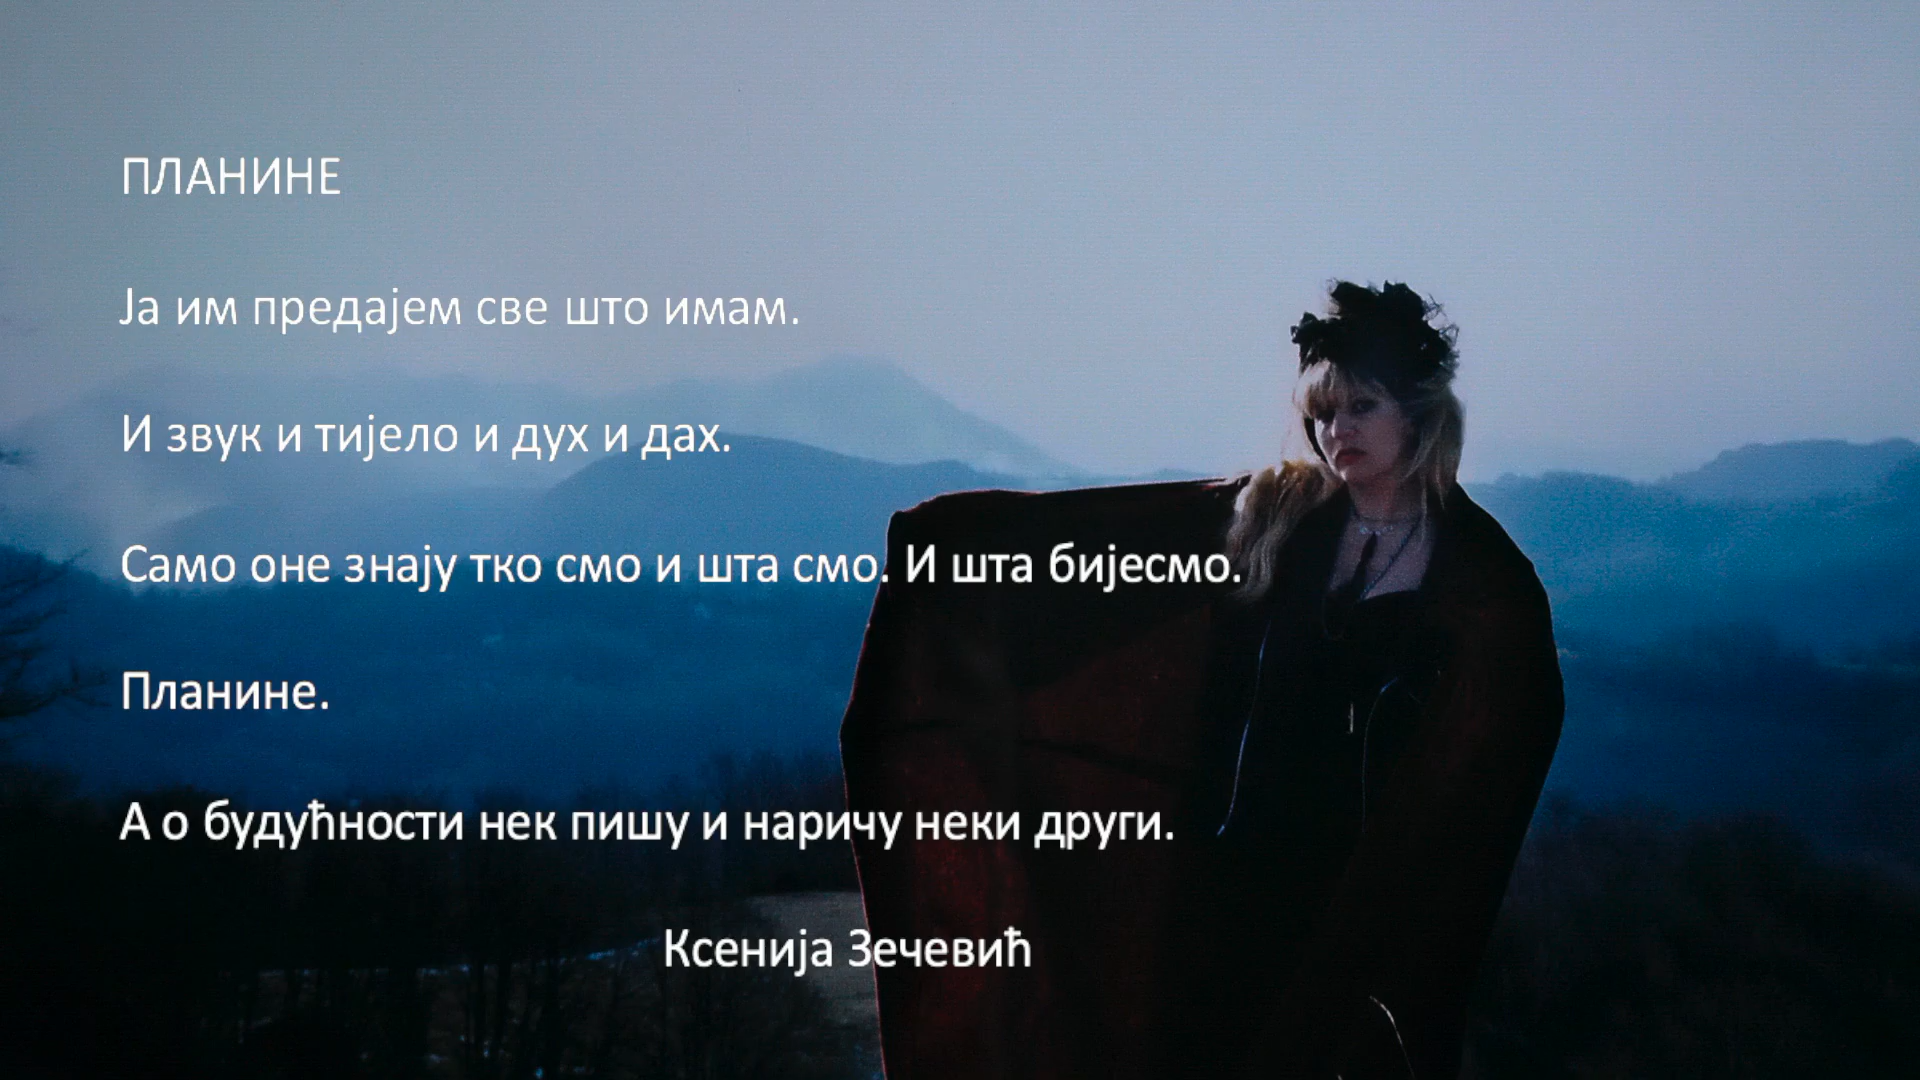 ПЛАНИНЕ
Ја им предајем све што имам.
И звук и тијело и дух и дах.
Само оне знају тко смо и шта смо. И шта бијесмо.
Планине.
А о будућности нек пишу и наричу неки други.
Ксенија Зечевић